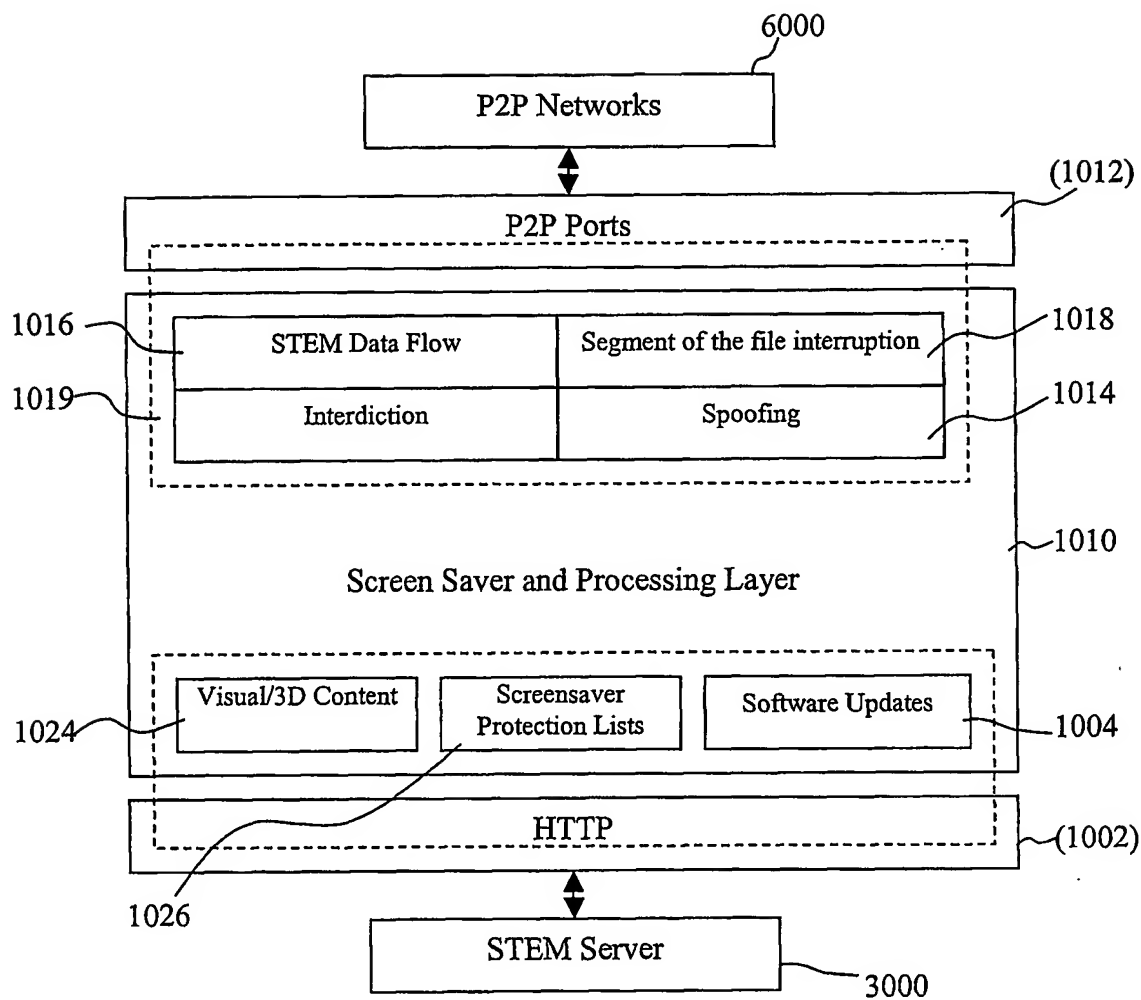 6000
P2P Networks
(1012)
P2P Ports
1016
STEM Data Flow
Segment of the file interruption
1018
1019
Interdiction
Spoofing
1014
1010
Screen Saver and Processing Layer
Visual/3D Content
Screensaver
Protection Lists
Software Updates
1024
1004
HTTP
(1002)
1026
STEM Server
3000